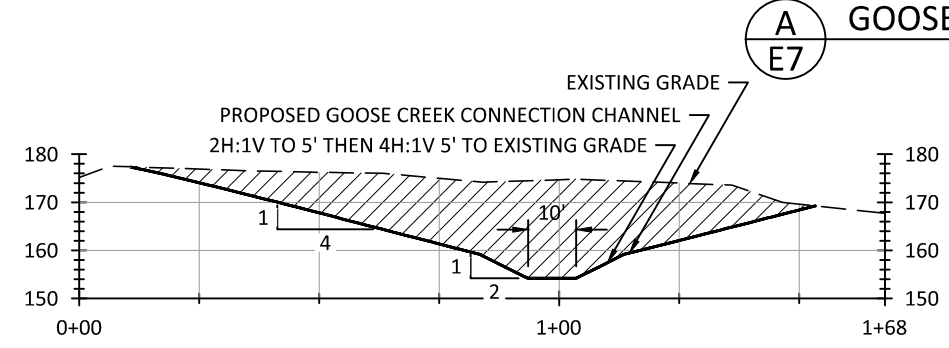 A
E7
GOOSE
EXISTING GRADE
PROPOSED GOOSE CREEK CONNECTION CHANNEL
2H:1V TO 5' THEN 4H:1V 5' TO EXISTING GRADE
180
180
170
170
10'
1
4
160
160
1
2
150
150
0+00
1+00
1+68